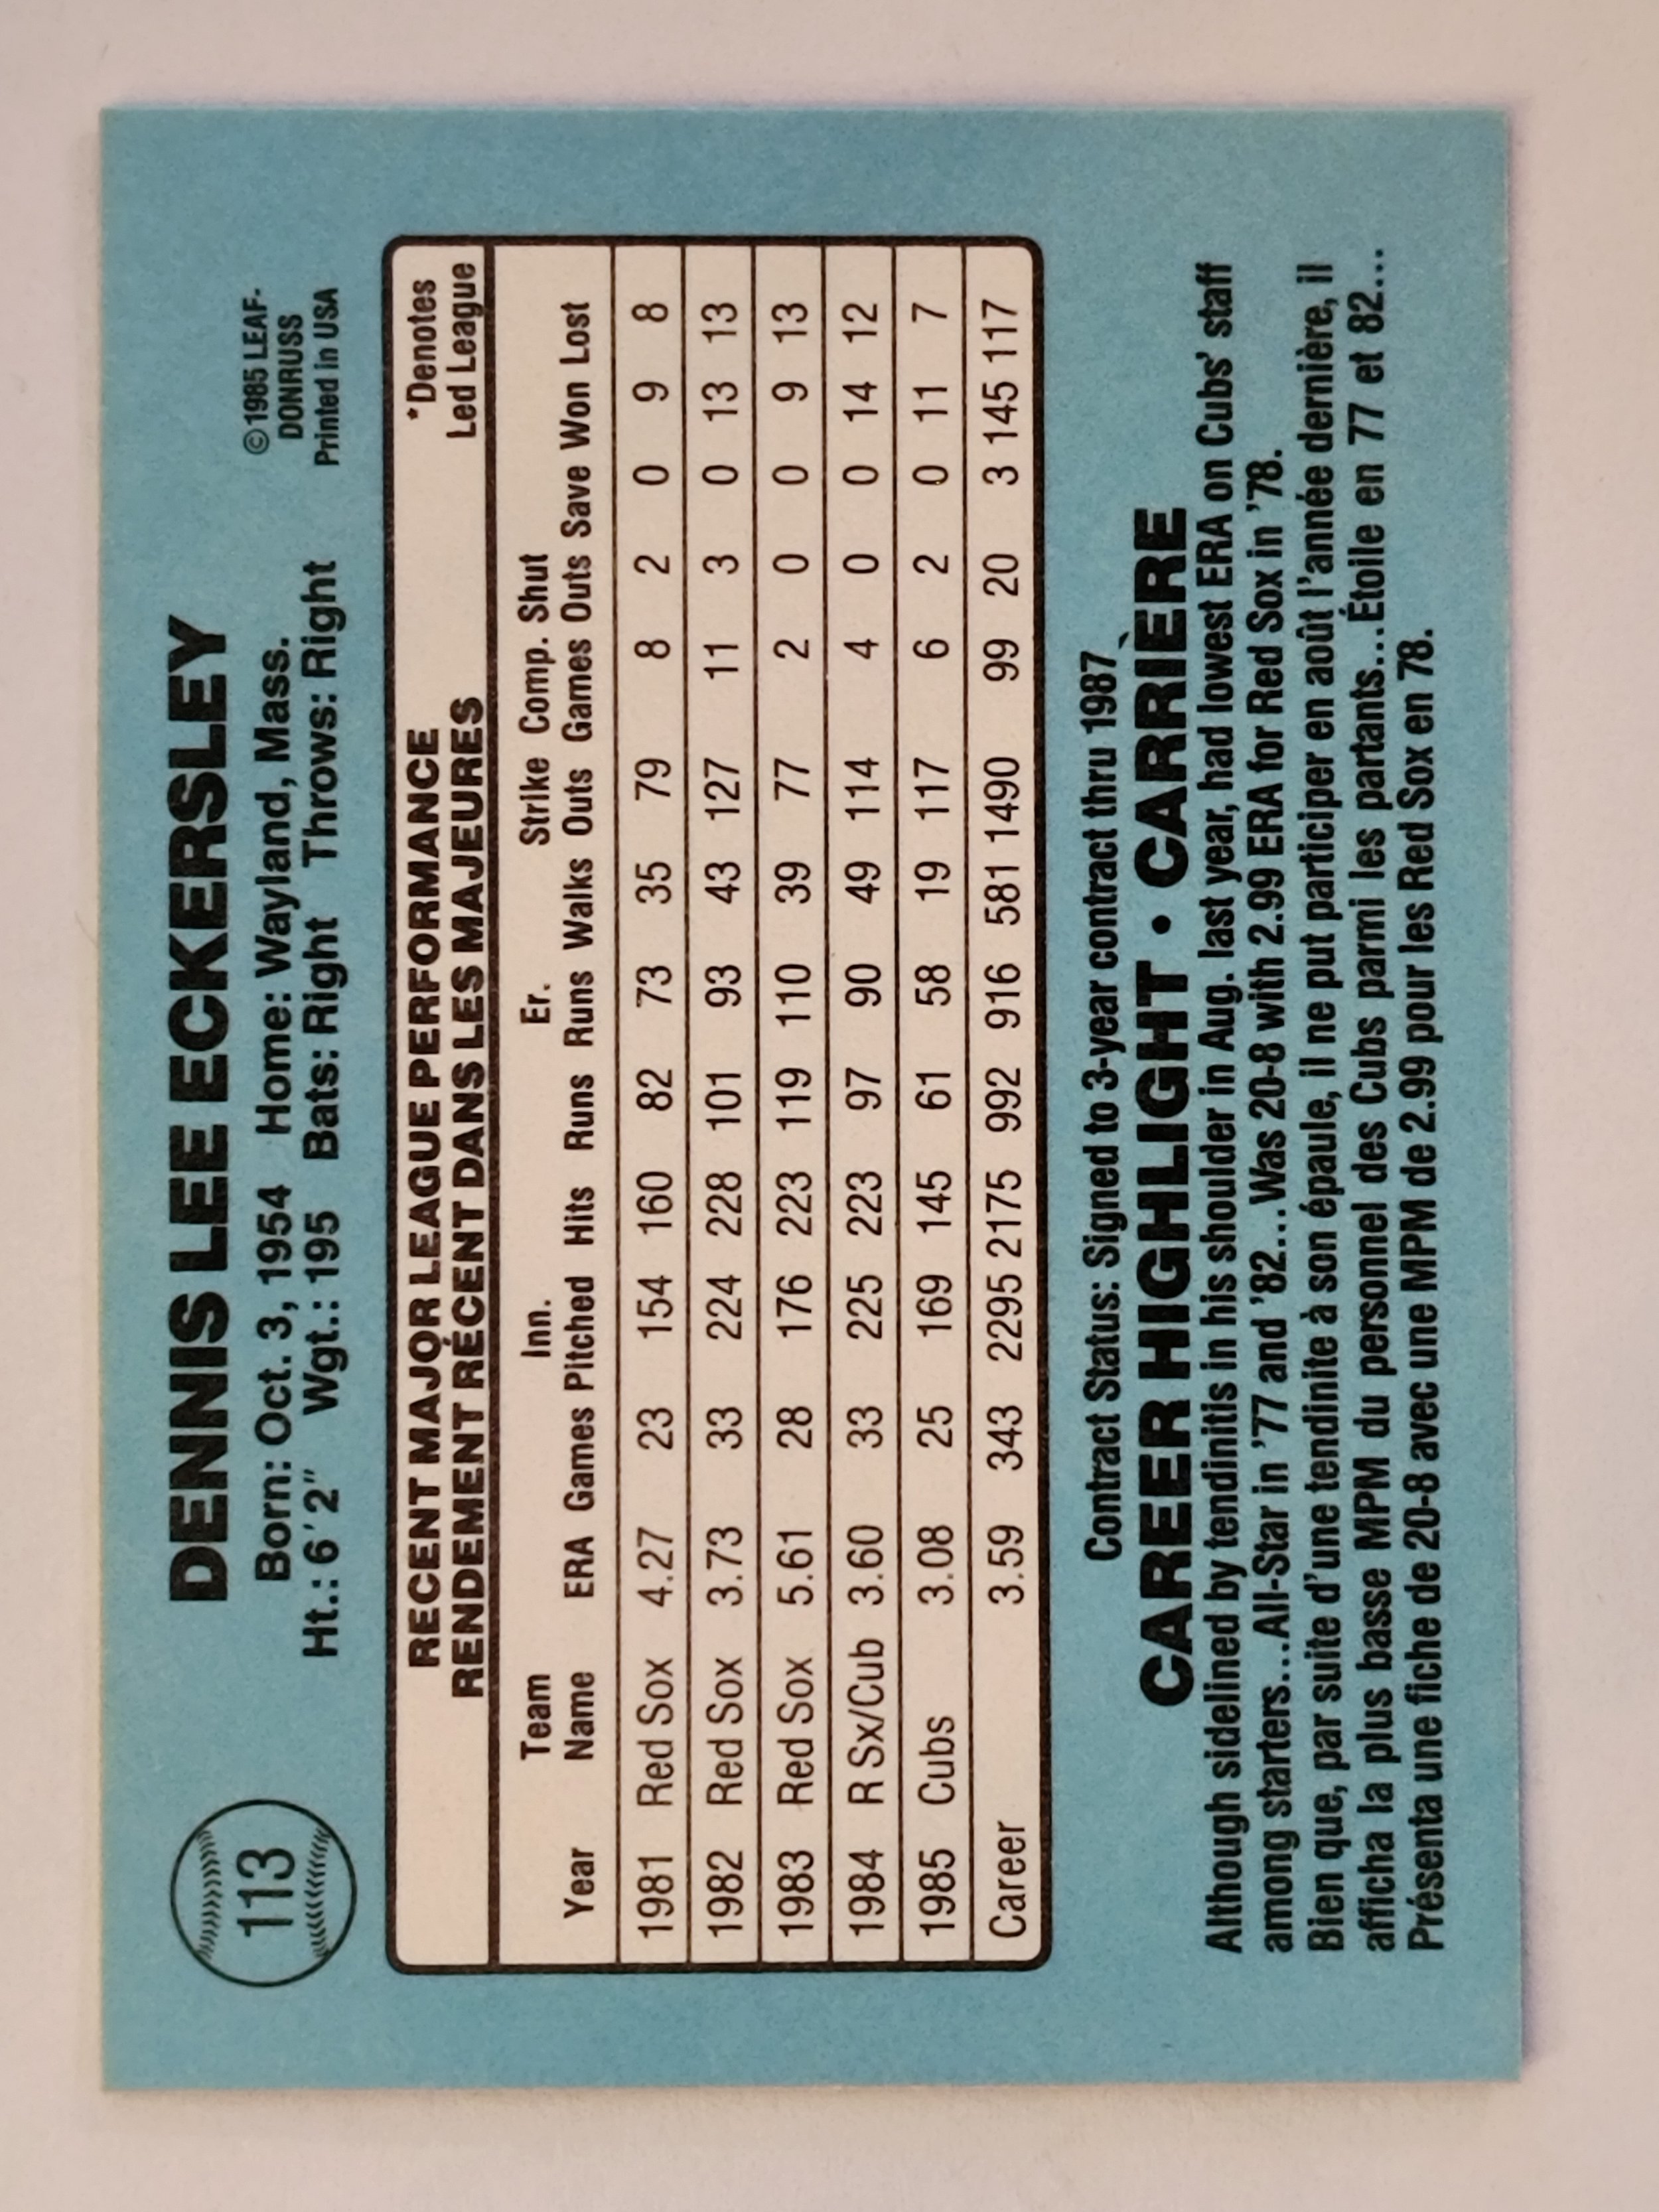 113
DENNIS LEE ECKERSLEY
Born: Oct. 3, 1954 Home: Wayland, Mass.
Ht.: 6'2" Wgt.: 195 Bats: Right Throws: Right
©1985 LEAF-
DONRUSS
Printed in USA
RECENT MAJOR LEAGUE PERFORMANCE
RENDEMENT RÉCENT DANS LES MAJEURES
*Denotes
Led League
Team Inn. Er. Strike Comp. Shut
Year Name ERA Games Pitched Hits Runs Runs Walks Outs Games Outs Save Won Lost
1981 Red Sox 4.27 23 154 160 82 73 35 79 8 2 0 9 8
1982 Red Sox 3.73 33 224 228 101 93 43 127 11 3 0 13 13
1983 Red Sox 5.61 28 176 223 119 110 39 77 2 0 0 9 13
1984 R Sx/Cub 3.60 33 225 223 97 90 49 114 4 0 0 14 12
1985 Cubs 3.08 25 169 145 61 58 19 117 6 2 0 11 7
Career 3.59 343 2295 2175 992 916 581 1490 99 20 3 145 117
Contract Status: Signed to 3-year contract thru 1987
CAREER HIGHLIGHT • CARRIÈRE
Although sidelined by tendinitis in his shoulder in Aug. last year, had lowest ERA on Cubs' staff
among starters...All-Star in '77 and '82...Was 20-8 with 2.99 ERA for Red Sox in '78.
Bien que, par suite d'une tendinite à son épaule, il ne put participer en août l'année dernière, il
afficha la plus basse MPM du personnel des Cubs parmi les partants...Étoile en 77 et 82...
Présenta une fiche de 20-8 avec une MPM de 2.99 pour les Red Sox en 78.